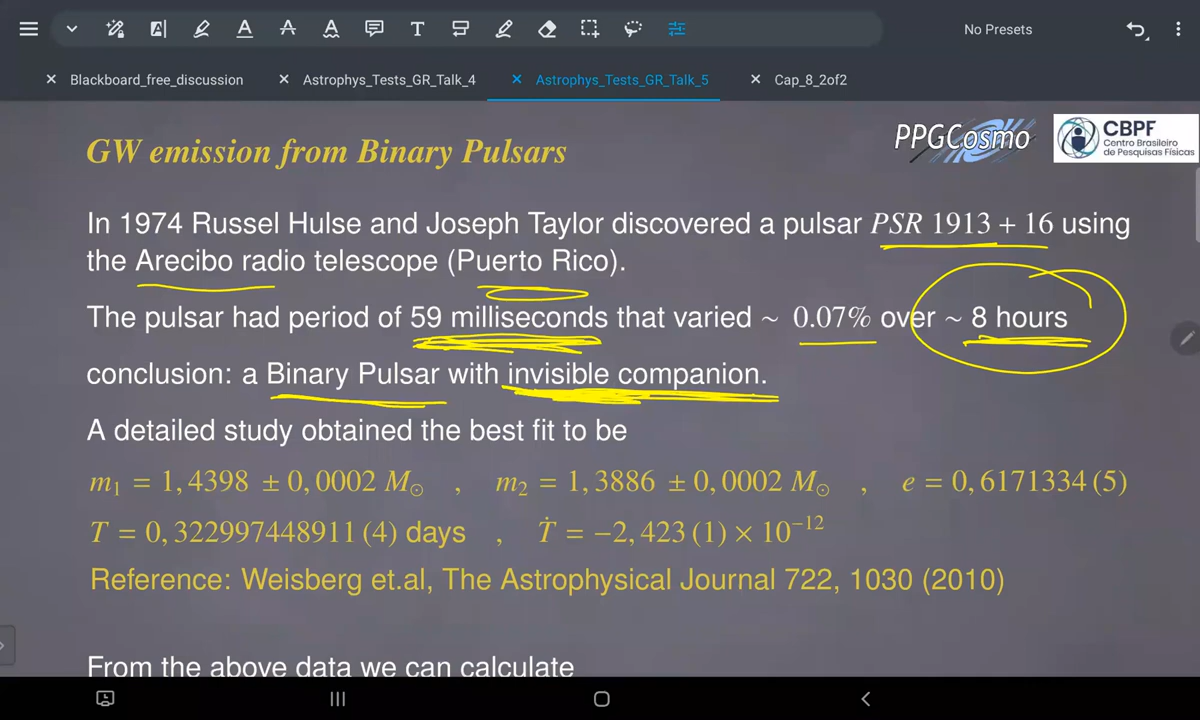 No Presets
Blackboard_free_discussion
Astrophys_Tests_GR_Talk_4
Astrophys_Tests_GR_Talk_5
Cap_8_2of2
GW emission from Binary Pulsars
PPGCosmo
CBPF
Centro Brasileiro
de Pesquisas Físicas
In 1974 Russel Hulse and Joseph Taylor discovered a pulsar PSR 1913 + 16 using
the Arecibo radio telescope (Puerto Rico).
The pulsar had period of 59 milliseconds that varied ~ 0.07% over ~ 8 hours
conclusion: a Binary Pulsar with invisible companion.
A detailed study obtained the best fit to be
m₁ = 1,4398 ± 0,0002 M☉ , m₂ = 1,3886 ± 0,0002 M☉ , e = 0,6171334 (5)
T = 0,322997448911 (4) days , Ṫ = −2,423 (1) × 10⁻¹²
Reference: Weisberg et.al, The Astrophysical Journal 722, 1030 (2010)
From the above data we can calculate